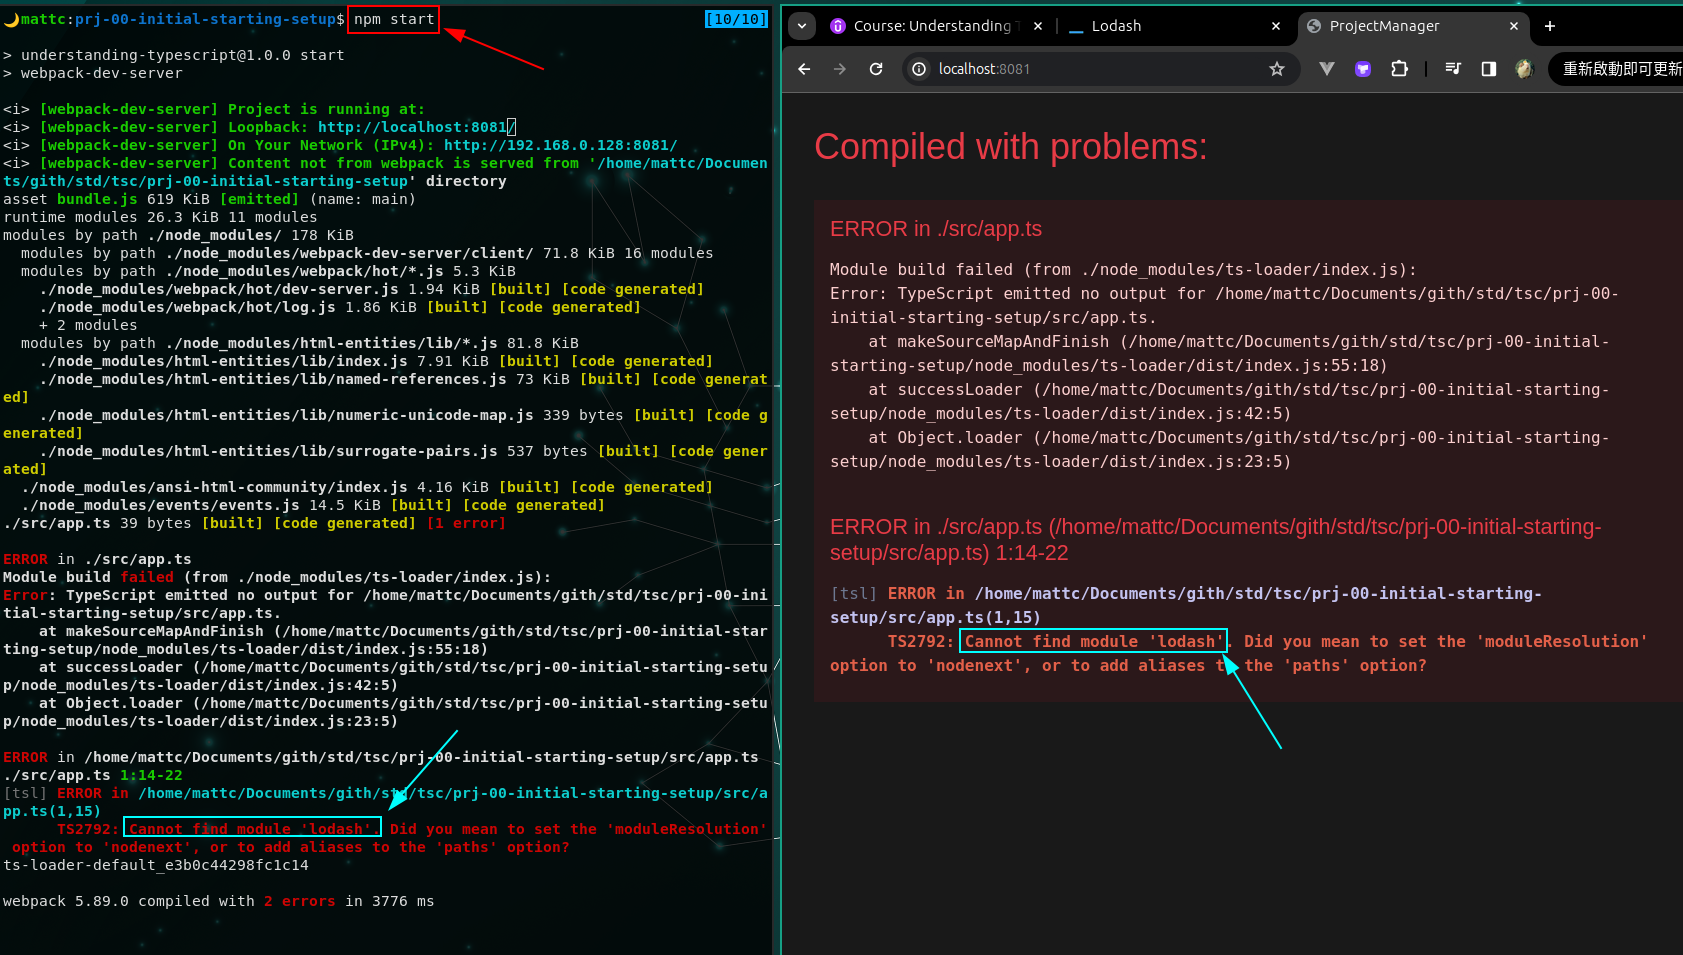 🌙mattc:prj-00-initial-starting-setup$ npm start [10/10]
> understanding-typescript@1.0.0 start
> webpack-dev-server
<i> [webpack-dev-server] Project is running at:
<i> [webpack-dev-server] Loopback: http://localhost:8081/
<i> [webpack-dev-server] On Your Network (IPv4): http://192.168.0.128:8081/
<i> [webpack-dev-server] Content not from webpack is served from '/home/mattc/Documen
ts/gith/std/tsc/prj-00-initial-starting-setup' directory
asset bundle.js 619 KiB [emitted] (name: main)
runtime modules 26.3 KiB 11 modules
modules by path ./node_modules/ 178 KiB
  modules by path ./node_modules/webpack-dev-server/client/ 71.8 KiB 16 modules
  modules by path ./node_modules/webpack/hot/*.js 5.3 KiB
    ./node_modules/webpack/hot/dev-server.js 1.94 KiB [built] [code generated]
    ./node_modules/webpack/hot/log.js 1.86 KiB [built] [code generated]
    + 2 modules
  modules by path ./node_modules/html-entities/lib/*.js 81.8 KiB
    ./node_modules/html-entities/lib/index.js 7.91 KiB [built] [code generated]
    ./node_modules/html-entities/lib/named-references.js 73 KiB [built] [code generat
ed]
    ./node_modules/html-entities/lib/numeric-unicode-map.js 339 bytes [built] [code g
enerated]
    ./node_modules/html-entities/lib/surrogate-pairs.js 537 bytes [built] [code gener
ated]
  ./node_modules/ansi-html-community/index.js 4.16 KiB [built] [code generated]
  ./node_modules/events/events.js 14.5 KiB [built] [code generated]
./src/app.ts 39 bytes [built] [code generated] [1 error]
ERROR in ./src/app.ts
Module build failed (from ./node_modules/ts-loader/index.js):
Error: TypeScript emitted no output for /home/mattc/Documents/gith/std/tsc/prj-00-ini
tial-starting-setup/src/app.ts.
    at makeSourceMapAndFinish (/home/mattc/Documents/gith/std/tsc/prj-00-initial-star
ting-setup/node_modules/ts-loader/dist/index.js:55:18)
    at successLoader (/home/mattc/Documents/gith/std/tsc/prj-00-initial-starting-setu
p/node_modules/ts-loader/dist/index.js:42:5)
    at Object.loader (/home/mattc/Documents/gith/std/tsc/prj-00-initial-starting-setu
p/node_modules/ts-loader/dist/index.js:23:5)
ERROR in /home/mattc/Documents/gith/std/tsc/prj-00-initial-starting-setup/src/app.ts
./src/app.ts 1:14-22
[tsl] ERROR in /home/mattc/Documents/gith/std/tsc/prj-00-initial-starting-setup/src/a
pp.ts(1,15)
      TS2792: Cannot find module 'lodash'. Did you mean to set the 'moduleResolution'
 option to 'nodenext', or to add aliases to the 'paths' option?
ts-loader-default_e3b0c44298fc1c14
webpack 5.89.0 compiled with 2 errors in 3776 ms
Course: Understanding T
Lodash
ProjectManager
localhost:8081
重新啟動即可更新
Compiled with problems:
ERROR in ./src/app.ts
Module build failed (from ./node_modules/ts-loader/index.js):
Error: TypeScript emitted no output for /home/mattc/Documents/gith/std/tsc/prj-00-
initial-starting-setup/src/app.ts.
    at makeSourceMapAndFinish (/home/mattc/Documents/gith/std/tsc/prj-00-initial-
starting-setup/node_modules/ts-loader/dist/index.js:55:18)
    at successLoader (/home/mattc/Documents/gith/std/tsc/prj-00-initial-starting-
setup/node_modules/ts-loader/dist/index.js:42:5)
    at Object.loader (/home/mattc/Documents/gith/std/tsc/prj-00-initial-starting-
setup/node_modules/ts-loader/dist/index.js:23:5)
ERROR in ./src/app.ts (/home/mattc/Documents/gith/std/tsc/prj-00-initial-starting-
setup/src/app.ts) 1:14-22
[tsl] ERROR in /home/mattc/Documents/gith/std/tsc/prj-00-initial-starting-
setup/src/app.ts(1,15)
      TS2792: Cannot find module 'lodash'. Did you mean to set the 'moduleResolution'
option to 'nodenext', or to add aliases to the 'paths' option?